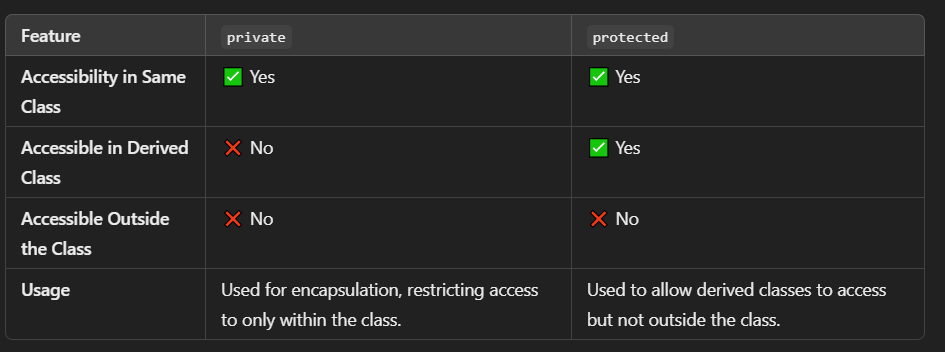 Feature private protected
Accessibility in Same Class ✅ Yes ✅ Yes
Accessible in Derived Class ❌ No ✅ Yes
Accessible Outside the Class ❌ No ❌ No
Usage Used for encapsulation, restricting access to only within the class. Used to allow derived classes to access but not outside the class.